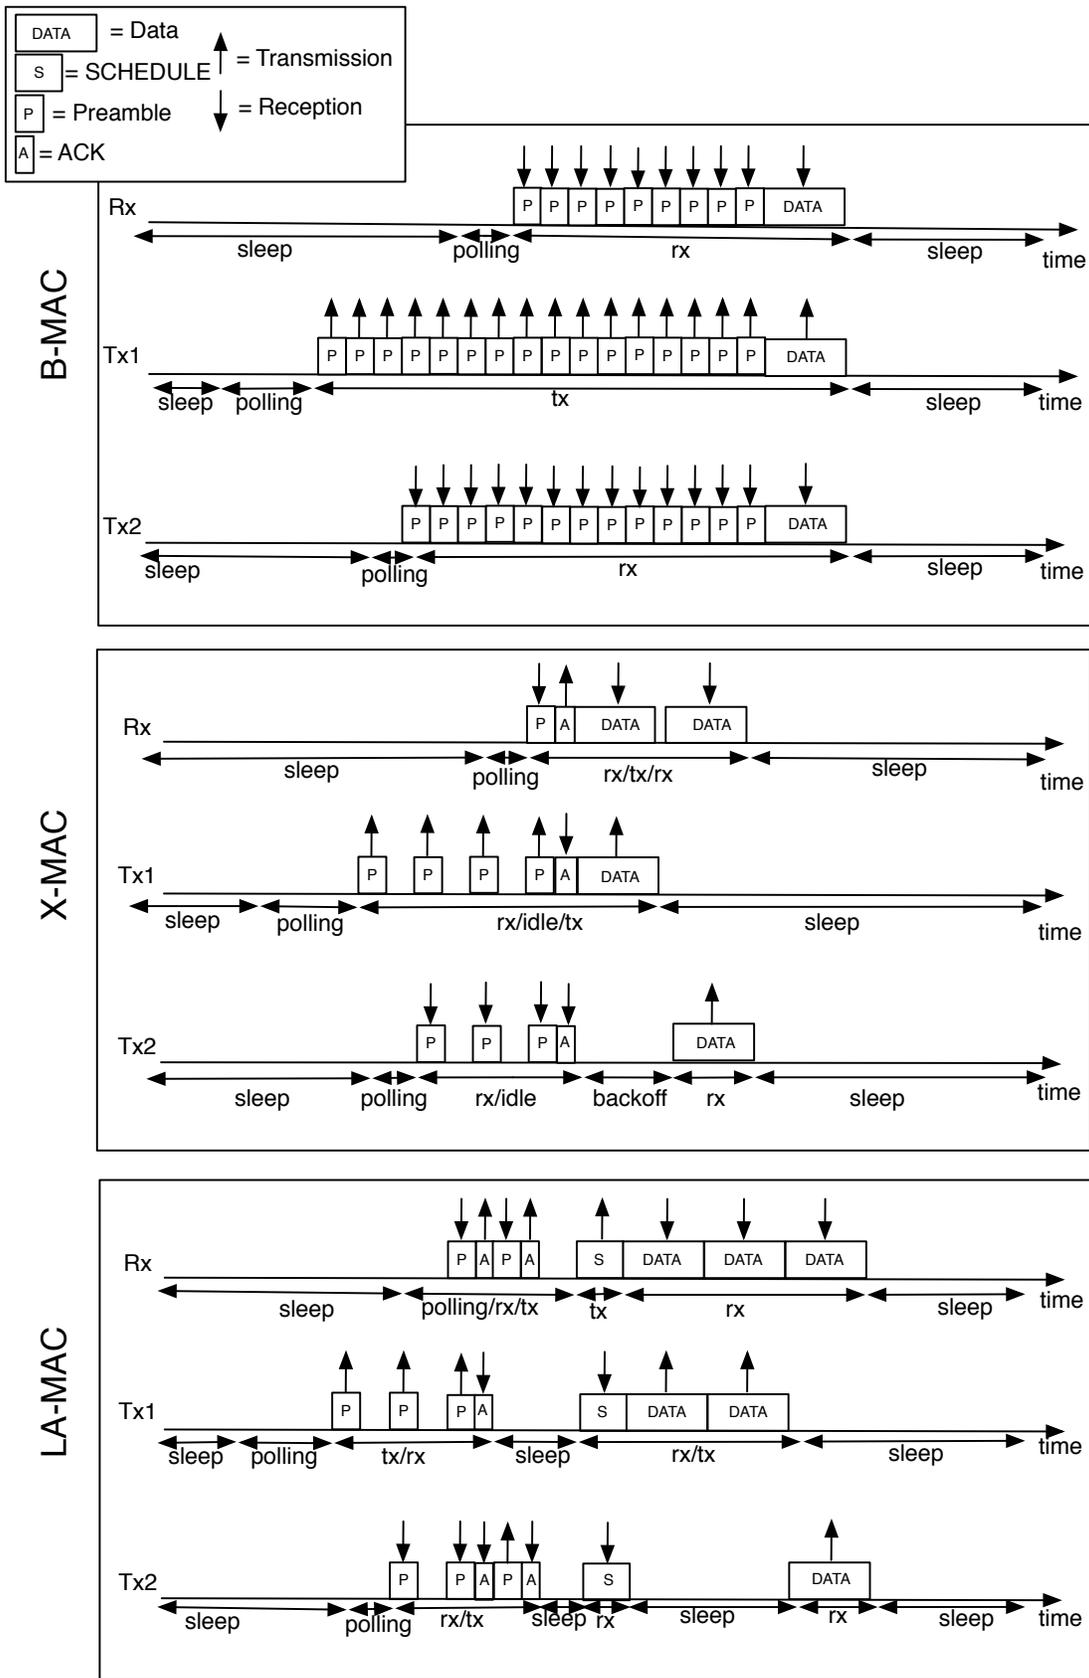 DATA = Data
S = SCHEDULE
P = Preamble
A = ACK
= Transmission
= Reception
B-MAC
Rx
P P P P P P P P P DATA
sleep polling rx sleep time
Tx1
P P P P P P P P P P P P P P P P DATA
sleep polling tx sleep time
Tx2
P P P P P P P P P P P P P DATA
sleep polling rx sleep time
X-MAC
Rx
P A DATA DATA
sleep polling rx/tx/rx sleep time
Tx1
P P P P A DATA
sleep polling rx/idle/tx sleep time
Tx2
P P P A DATA
sleep polling rx/idle backoff rx sleep time
LA-MAC
Rx
P A P A S DATA DATA DATA
sleep polling/rx/tx tx rx sleep time
Tx1
P P P A S DATA DATA
sleep polling tx/rx sleep rx/tx sleep time
Tx2
P P A P A S DATA
sleep polling rx/tx sleep rx sleep rx sleep time